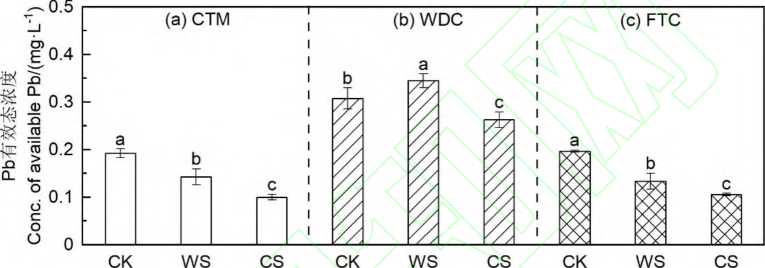 Pb有效态浓度
Conc. of available Pb/(mg·L-1)
0.5
0.4
0.3
0.2
0.1
0
(a) CTM
(b) WDC
(c) FTC
a
b
c
b
a
c
a
b
c
CK WS CS CK WS CS CK WS CS